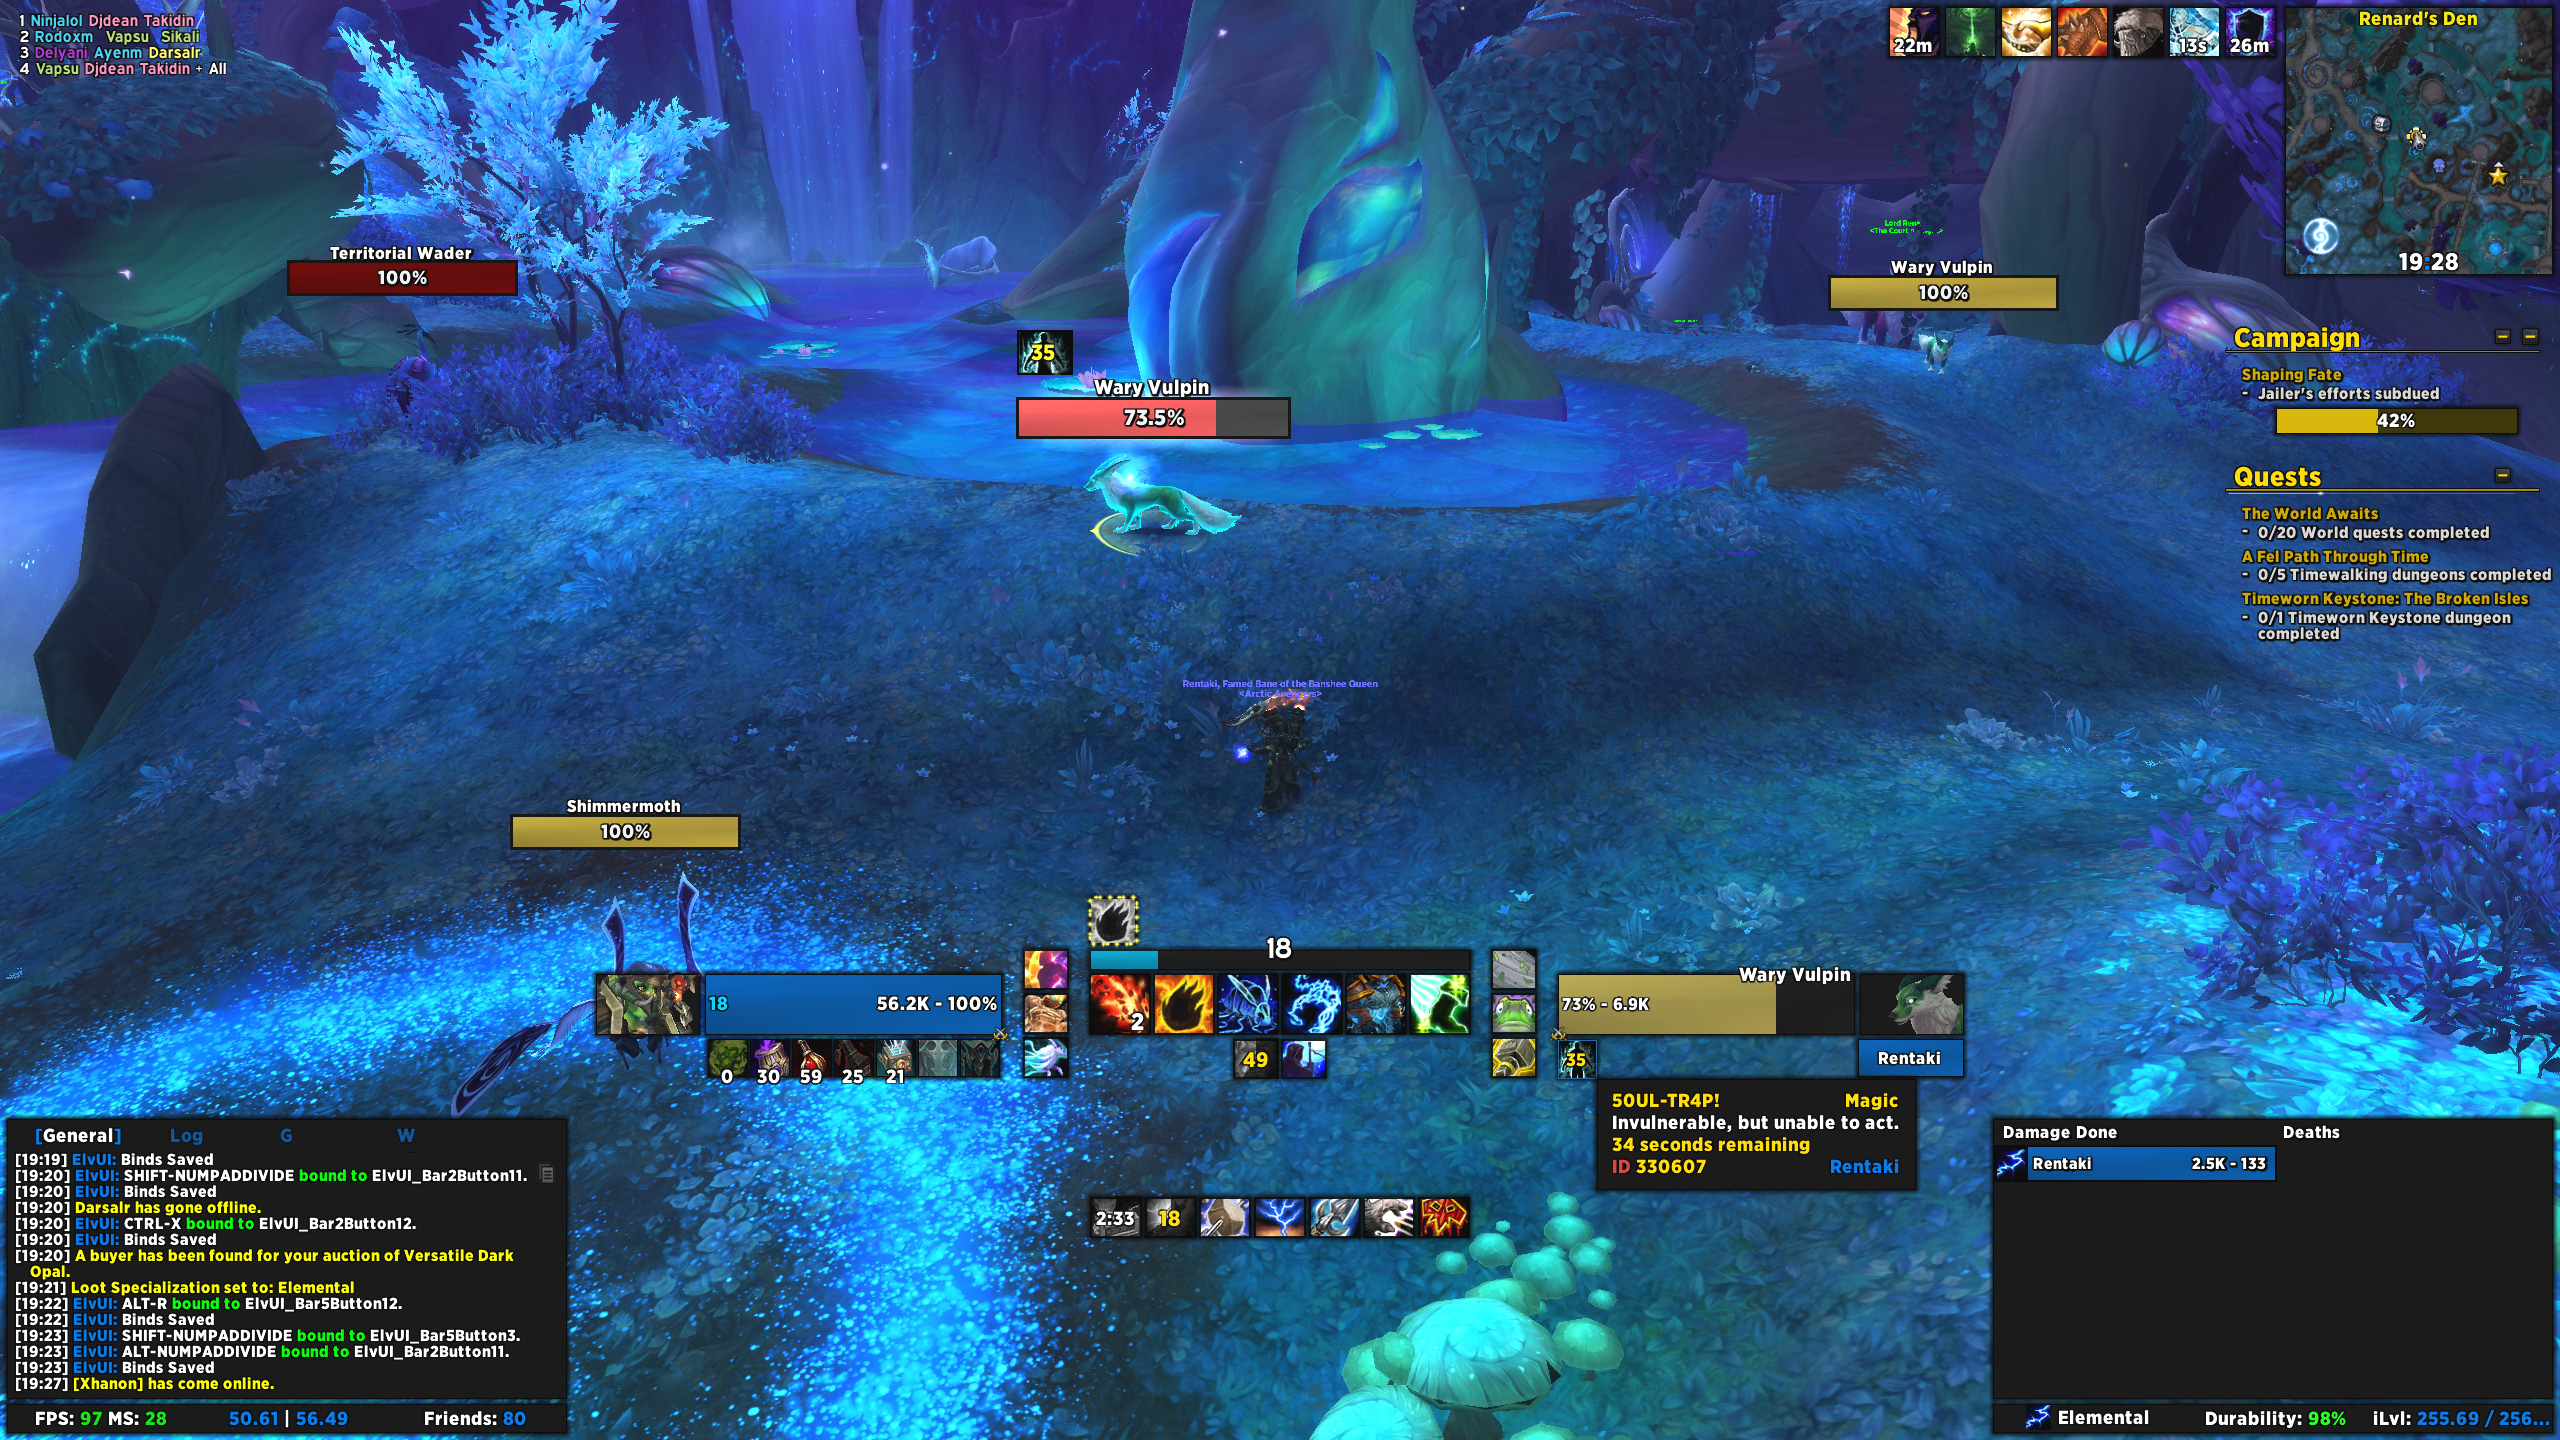 1 Ninjalol Djdean Takidin
2 Rodoxm Vapsu Sikali
3 Delyani Ayenm Darsalr
4 Vapsu Djdean Takidin + All
22m
13s
26m
Renard's Den
19:28
Territorial Wader
100%
Lord
<The Court
Wary Vulpin
100%
35
Wary Vulpin
73.5%
Campaign
Shaping Fate
- Jailer's efforts subdued
42%
Quests
The World Awaits
- 0/20 World quests completed
A Fel Path Through Time
- 0/5 Timewalking dungeons completed
Timeworn Keystone: The Broken Isles
- 0/1 Timeworn Keystone dungeon
completed
Rentaki, Famed Bane of the Banshee Queen
<Arctic Avengers>
Shimmermoth
100%
18
18
56.2K - 100%
2
Wary Vulpin
73% - 6.9K
0
30
59
25
21
49
35
Rentaki
50UL-TR4P! Magic
Invulnerable, but unable to act.
34 seconds remaining
ID 330607 Rentaki
2:33
18
[General] Log G W
[19:19] ElvUI: Binds Saved
[19:20] ElvUI: SHIFT-NUMPADDIVIDE bound to ElvUI_Bar2Button11.
[19:20] ElvUI: Binds Saved
[19:20] Darsalr has gone offline.
[19:20] ElvUI: CTRL-X bound to ElvUI_Bar2Button12.
[19:20] ElvUI: Binds Saved
[19:20] A buyer has been found for your auction of Versatile Dark
Opal.
[19:21] Loot Specialization set to: Elemental
[19:22] ElvUI: ALT-R bound to ElvUI_Bar5Button12.
[19:22] ElvUI: Binds Saved
[19:23] ElvUI: SHIFT-NUMPADDIVIDE bound to ElvUI_Bar5Button3.
[19:23] ElvUI: ALT-NUMPADDIVIDE bound to ElvUI_Bar2Button11.
[19:23] ElvUI: Binds Saved
[19:27] [Xhanon] has come online.
FPS: 97 MS: 28 50.61 | 56.49 Friends: 80
Damage Done Deaths
Rentaki 2.5K - 133
Elemental Durability: 98% iLvl: 255.69 / 256...